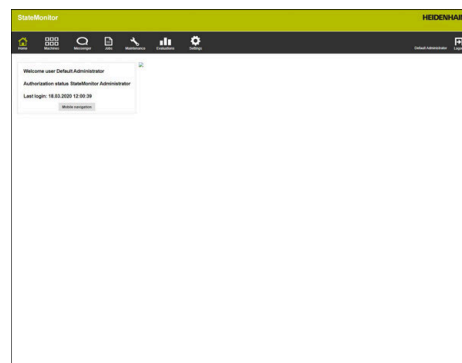 StateMonitor
HEIDENHAIN
Home
Machines
Messenger
Jobs
Maintenance
Evaluations
Settings
Default Administrator
Welcome user Default Administrator
Authorization status StateMonitor Administrator
Last login: 18.03.2020 12:00:39
Mobile navigation